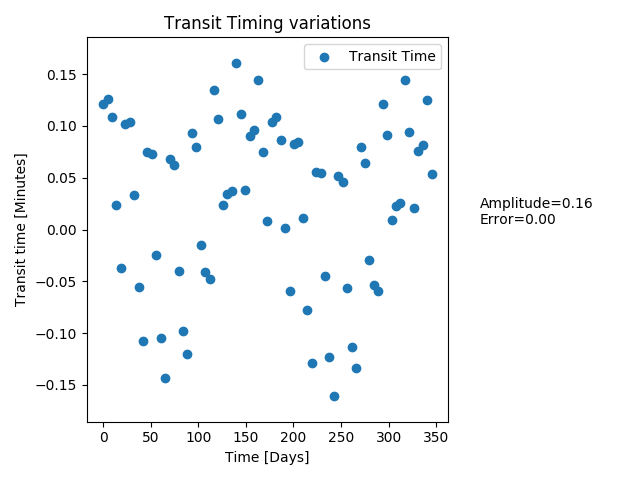 Transit Timing variations
Transit Time
0.15
0.10
0.05
0.00
−0.05
−0.10
−0.15
Transit time [Minutes]
Amplitude=0.16
Error=0.00
0 50 100 150 200 250 300 350
Time [Days]